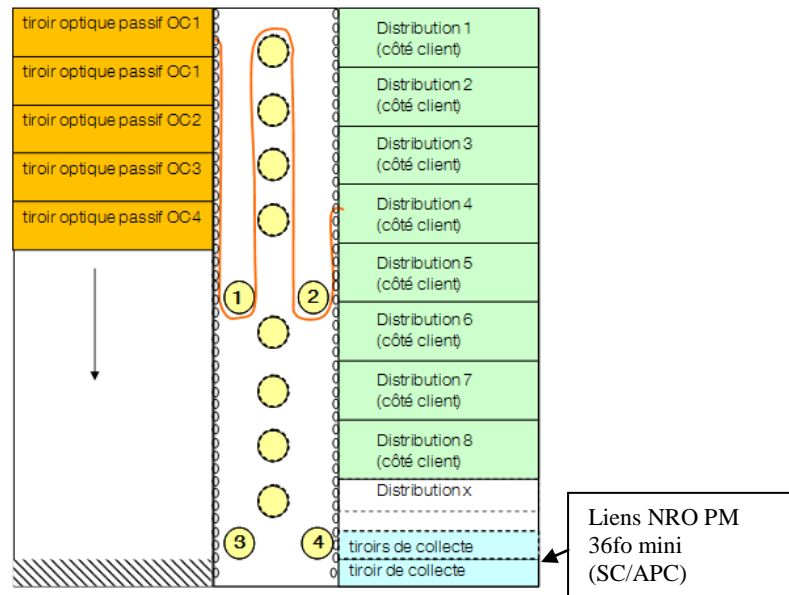 tiroir optique passif OC1
tiroir optique passif OC1
tiroir optique passif OC2
tiroir optique passif OC3
tiroir optique passif OC4
1
2
3
4
Distribution 1
(côté client)
Distribution 2
(côté client)
Distribution 3
(côté client)
Distribution 4
(côté client)
Distribution 5
(côté client)
Distribution 6
(côté client)
Distribution 7
(côté client)
Distribution 8
(côté client)
Distribution x
tiroirs de collecte
tiroir de collecte
Liens NRO PM
36fo mini
(SC/APC)